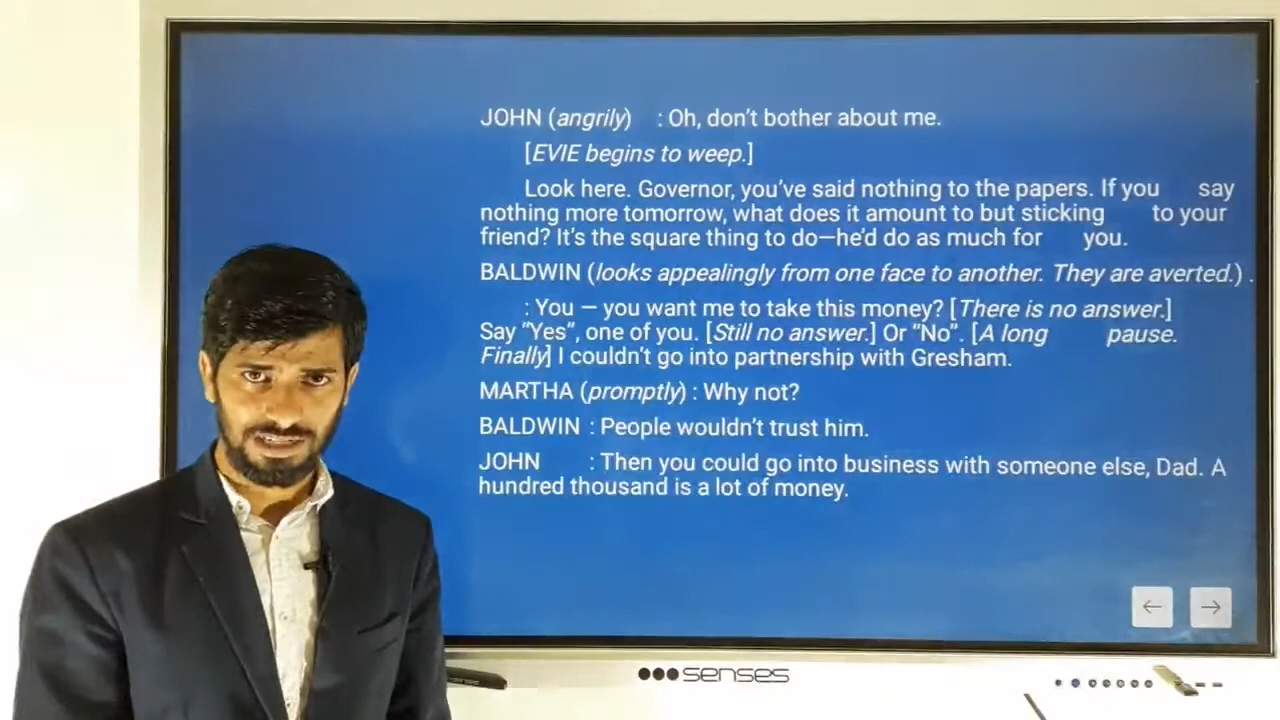 JOHN (angrily) : Oh, don't bother about me.
[EVIE begins to weep.]
Look here. Governor, you've said nothing to the papers. If you say
nothing more tomorrow, what does it amount to but sticking to your
friend? It's the square thing to do—he'd do as much for you.
BALDWIN (looks appealingly from one face to another. They are averted.) .
: You — you want me to take this money? [There is no answer.]
Say "Yes", one of you. [Still no answer.] Or "No". [A long pause.
Finally] I couldn't go into partnership with Gresham.
MARTHA (promptly) : Why not?
BALDWIN : People wouldn't trust him.
JOHN : Then you could go into business with someone else, Dad. A
hundred thousand is a lot of money.
← →
senses